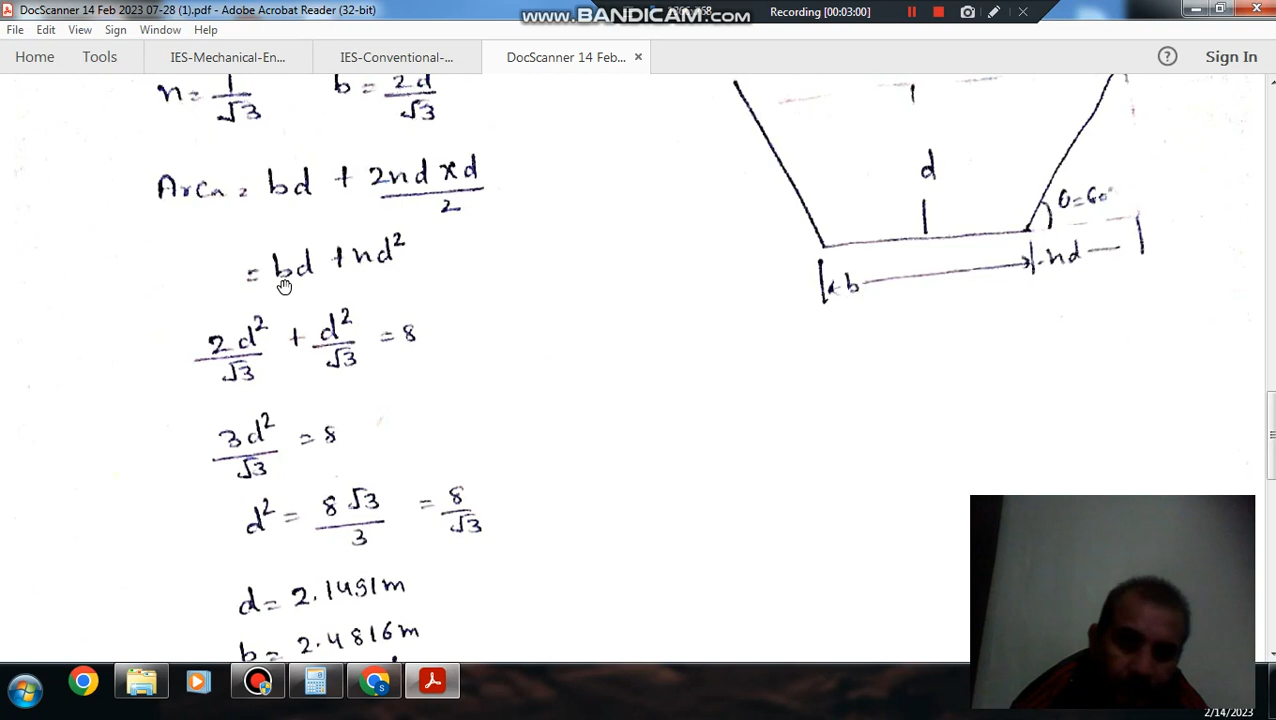 DocScanner 14 Feb 2023 07-28 (1).pdf - Adobe Acrobat Reader (32-bit)
www.BANDICAM.com
Recording [00:03:00]
File Edit View Sign Window Help
Home Tools IES-Mechanical-En... IES-Conventional-... DocScanner 14 Feb... × Sign In
n = 1/√3 b = 2d/√3
Area = bd + 2nd×d/2
= bd + nd²
2d²/√3 + d²/√3 = 8
3d²/√3 = 8
d² = 8√3/3 = 8/√3
d = 2.1491m
b = 2.4816m
d
θ=60°
b
nd
2/14/2023